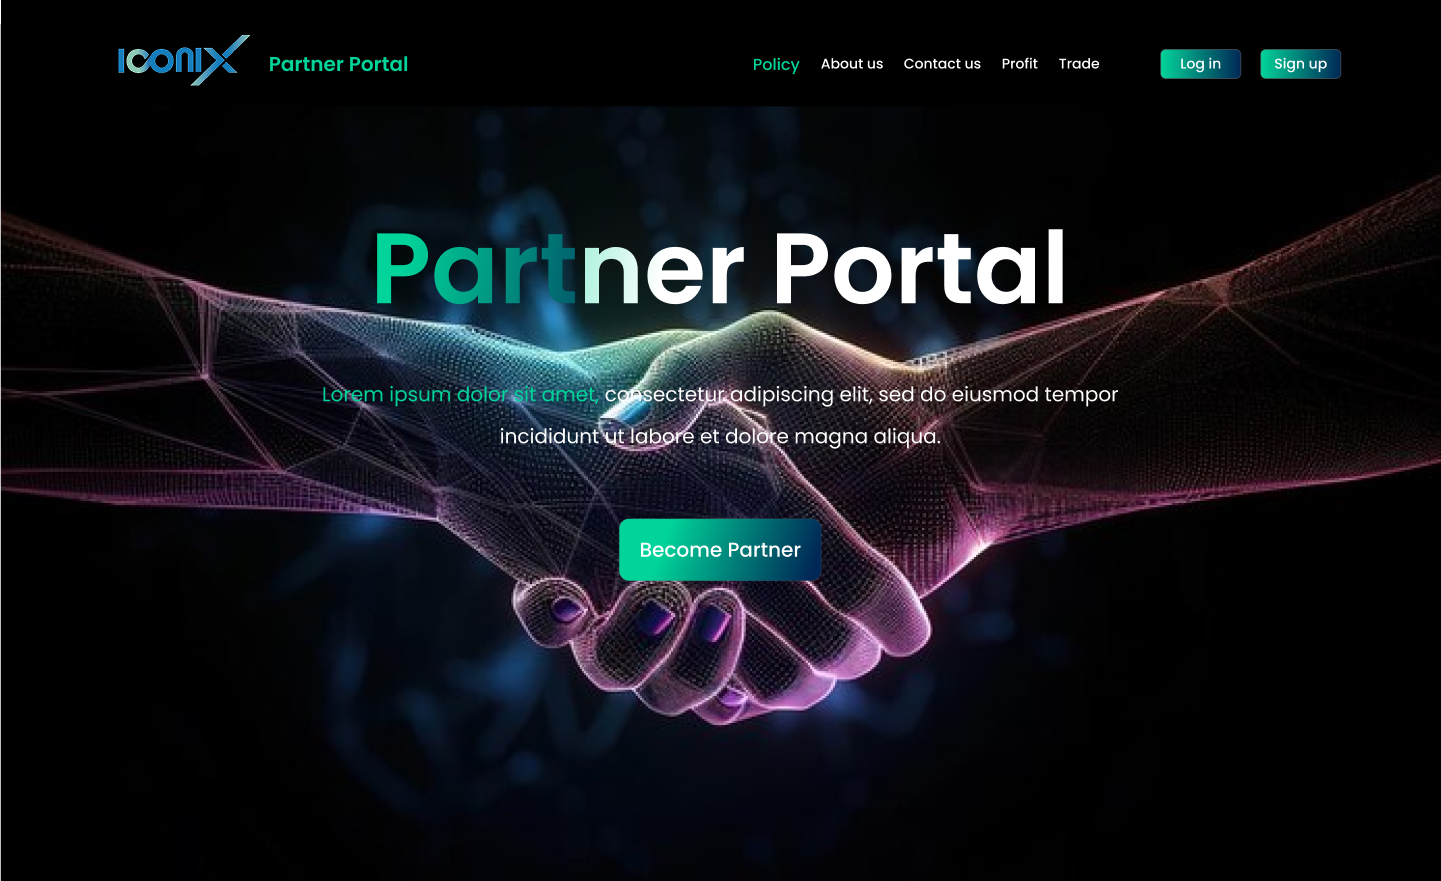 ICONIX
Partner Portal
Policy
About us
Contact us
Profit
Trade
Log in
Sign up
Partner Portal
Lorem ipsum dolor sit amet, consectetur adipiscing elit, sed do eiusmod tempor
incididunt ut labore et dolore magna aliqua.
Become Partner